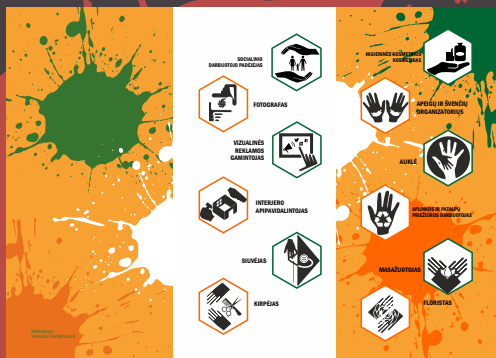 SOCIALINIO
DARBUOTOJO PADĖJĖJAS
FOTOGRAFAS
VIZUALINĖS
REKLAMOS
GAMINTOJAS
INTERJERO
APIPAVIDALINTOJAS
SIUVĖJAS
KIRPĖJAS
HIGIENINĖS KOSMETIKOS
KOSMETIKAS
APEIGŲ IR ŠVENČIŲ
ORGANIZATORIUS
AUKLĖ
APLINKOS IR PATALPŲ
PRIEŽIŪROS DARBUOTOJAS
MASAŽUOTOJAS
FLORISTAS